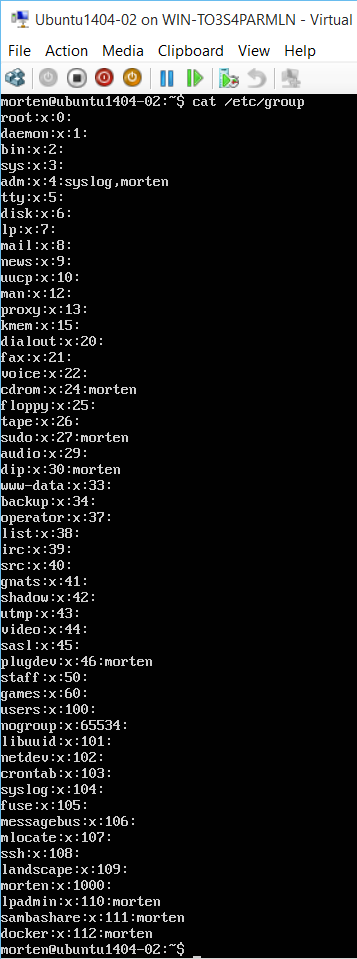 Ubuntu1404-02 on WIN-TO3S4PARMLN - Virtual
File Action Media Clipboard View
morten@ubuntu1404-02:~$ cat /etc/group
root:x:0:
daemon:x:1:
bin:x:2:
sys:x:3:
adm:x:4:syslog,morten
tty:x:5:
disk:x:6:
lp:x:7:
mail:x:8:
news:x:9:
uucp:x:10:
man:x:12:
proxy:x:13:
kmem:x:15:
dialout:x:20:
fax:x:21:
voice:x:22:
cdrom:x:24:morten
floppy:x:25:
tape:x:26:
sudo:x:27:morten
audio:x:29:
dip:x:30:morten
www-data:x:33:
backup:x:34:
operator:x:37:
list:x:38:
irc:x:39:
src:x:40:
gnats:x:41:
shadow:x:42:
utmp:x:43:
video:x:44:
sasl:x:45:
plugdev:x:46:morten
staff:x:50:
games:x:60:
users:x:100:
nogroup:x:65534:
libuuid:x:101:
netdev:x:102:
crontab:x:103:
syslog:x:104:
fuse:x:105:
messagebus:x:106:
mlocate:x:107:
ssh:x:108:
landscape:x:109:
morten:x:1000:
lpadmin:x:110:morten
sambashare:x:111:morten
docker:x:112:morten
morten@ubuntu1404-02:~$ _